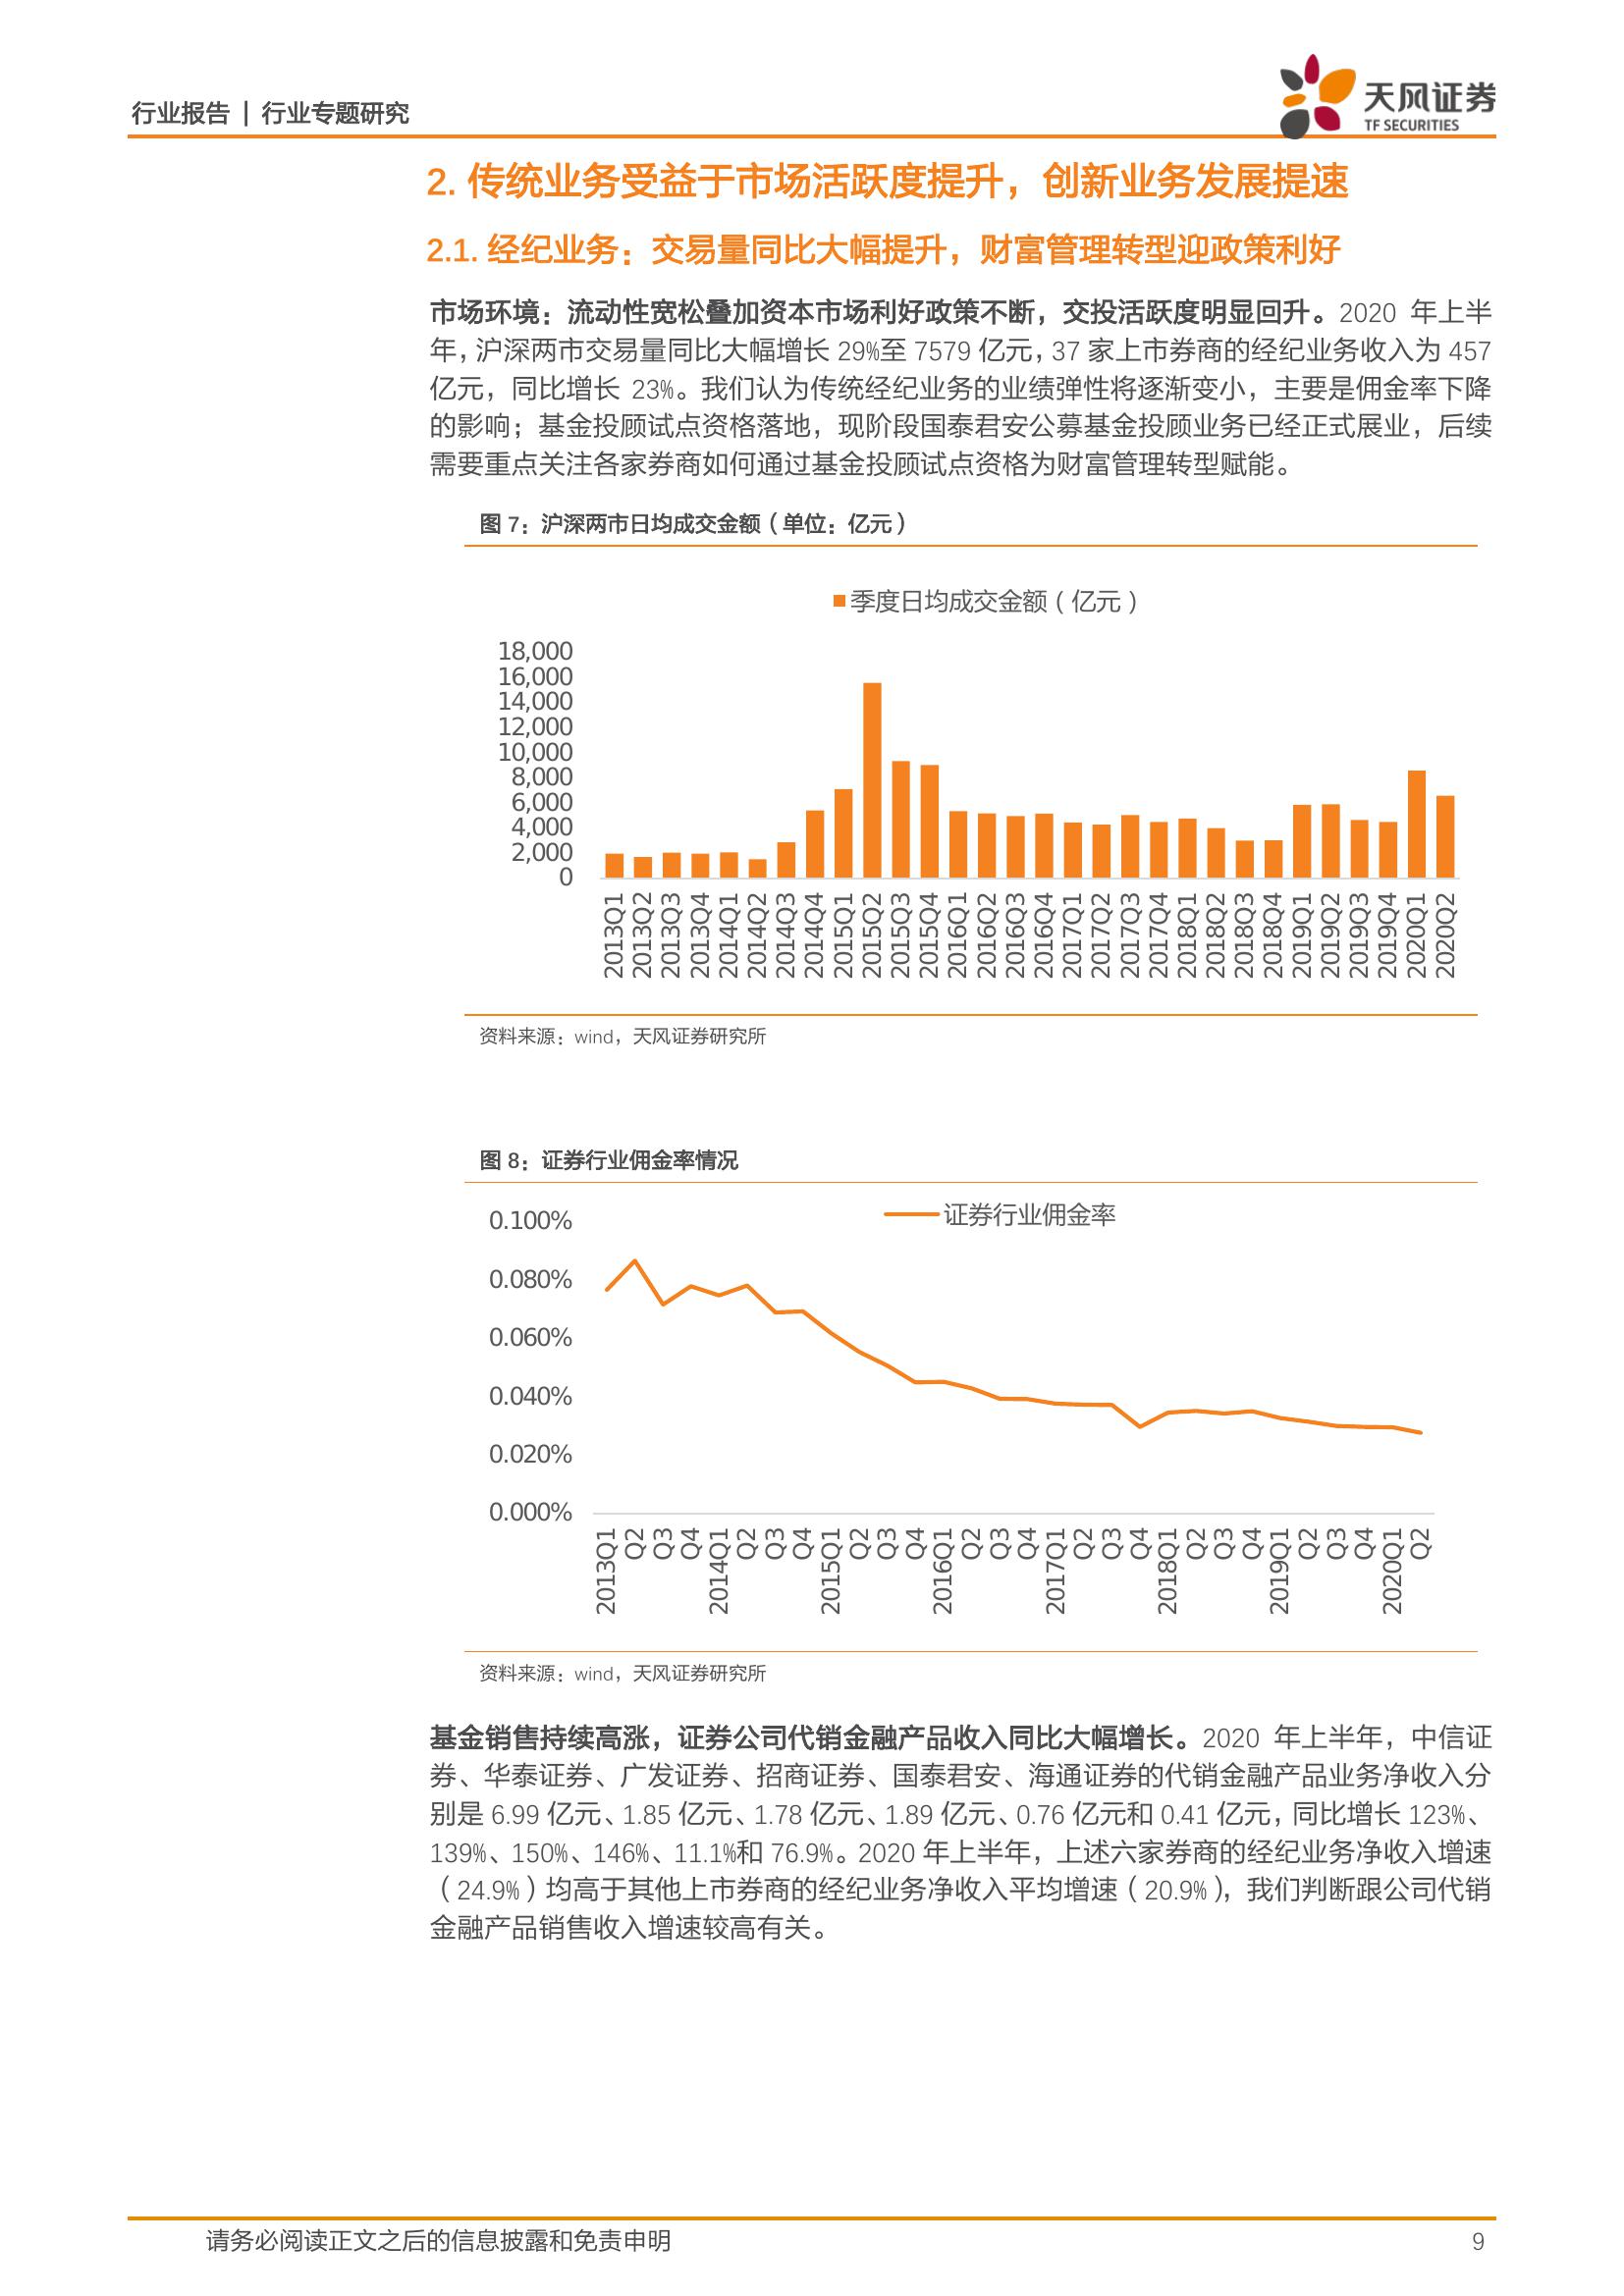 行业报告 | 行业专题研究
天风证券
TF SECURITIES
2. 传统业务受益于市场活跃度提升，创新业务发展提速
2.1. 经纪业务：交易量同比大幅提升，财富管理转型迎政策利好
市场环境：流动性宽松叠加资本市场利好政策不断，交投活跃度明显回升。2020 年上半
年，沪深两市交易量同比大幅增长 29%至 7579 亿元，37 家上市券商的经纪业务收入为 457
亿元，同比增长 23%。我们认为传统经纪业务的业绩弹性将逐渐变小，主要是佣金率下降
的影响；基金投顾试点资格落地，现阶段国泰君安公募基金投顾业务已经正式展业，后续
需要重点关注各家券商如何通过基金投顾试点资格为财富管理转型赋能。
图 7：沪深两市日均成交金额（单位：亿元）
季度日均成交金额（亿元）
18,000
16,000
14,000
12,000
10,000
8,000
6,000
4,000
2,000
0
2013Q1 2013Q2 2013Q3 2013Q4 2014Q1 2014Q2 2014Q3 2014Q4 2015Q1 2015Q2 2015Q3 2015Q4 2016Q1 2016Q2 2016Q3 2016Q4 2017Q1 2017Q2 2017Q3 2017Q4 2018Q1 2018Q2 2018Q3 2018Q4 2019Q1 2019Q2 2019Q3 2019Q4 2020Q1 2020Q2
资料来源：wind，天风证券研究所
图 8：证券行业佣金率情况
证券行业佣金率
0.100%
0.080%
0.060%
0.040%
0.020%
0.000%
2013Q1 Q2 Q3 Q4 2014Q1 Q2 Q3 Q4 2015Q1 Q2 Q3 Q4 2016Q1 Q2 Q3 Q4 2017Q1 Q2 Q3 Q4 2018Q1 Q2 Q3 Q4 2019Q1 Q2 Q3 Q4 2020Q1 Q2
资料来源：wind，天风证券研究所
基金销售持续高涨，证券公司代销金融产品收入同比大幅增长。2020 年上半年，中信证
券、华泰证券、广发证券、招商证券、国泰君安、海通证券的代销金融产品业务净收入分
别是 6.99 亿元、1.85 亿元、1.78 亿元、1.89 亿元、0.76 亿元和 0.41 亿元，同比增长 123%、
139%、150%、146%、11.1%和 76.9%。2020 年上半年，上述六家券商的经纪业务净收入增速
（24.9%）均高于其他上市券商的经纪业务净收入平均增速（20.9%），我们判断跟公司代销
金融产品销售收入增速较高有关。
请务必阅读正文之后的信息披露和免责申明
9